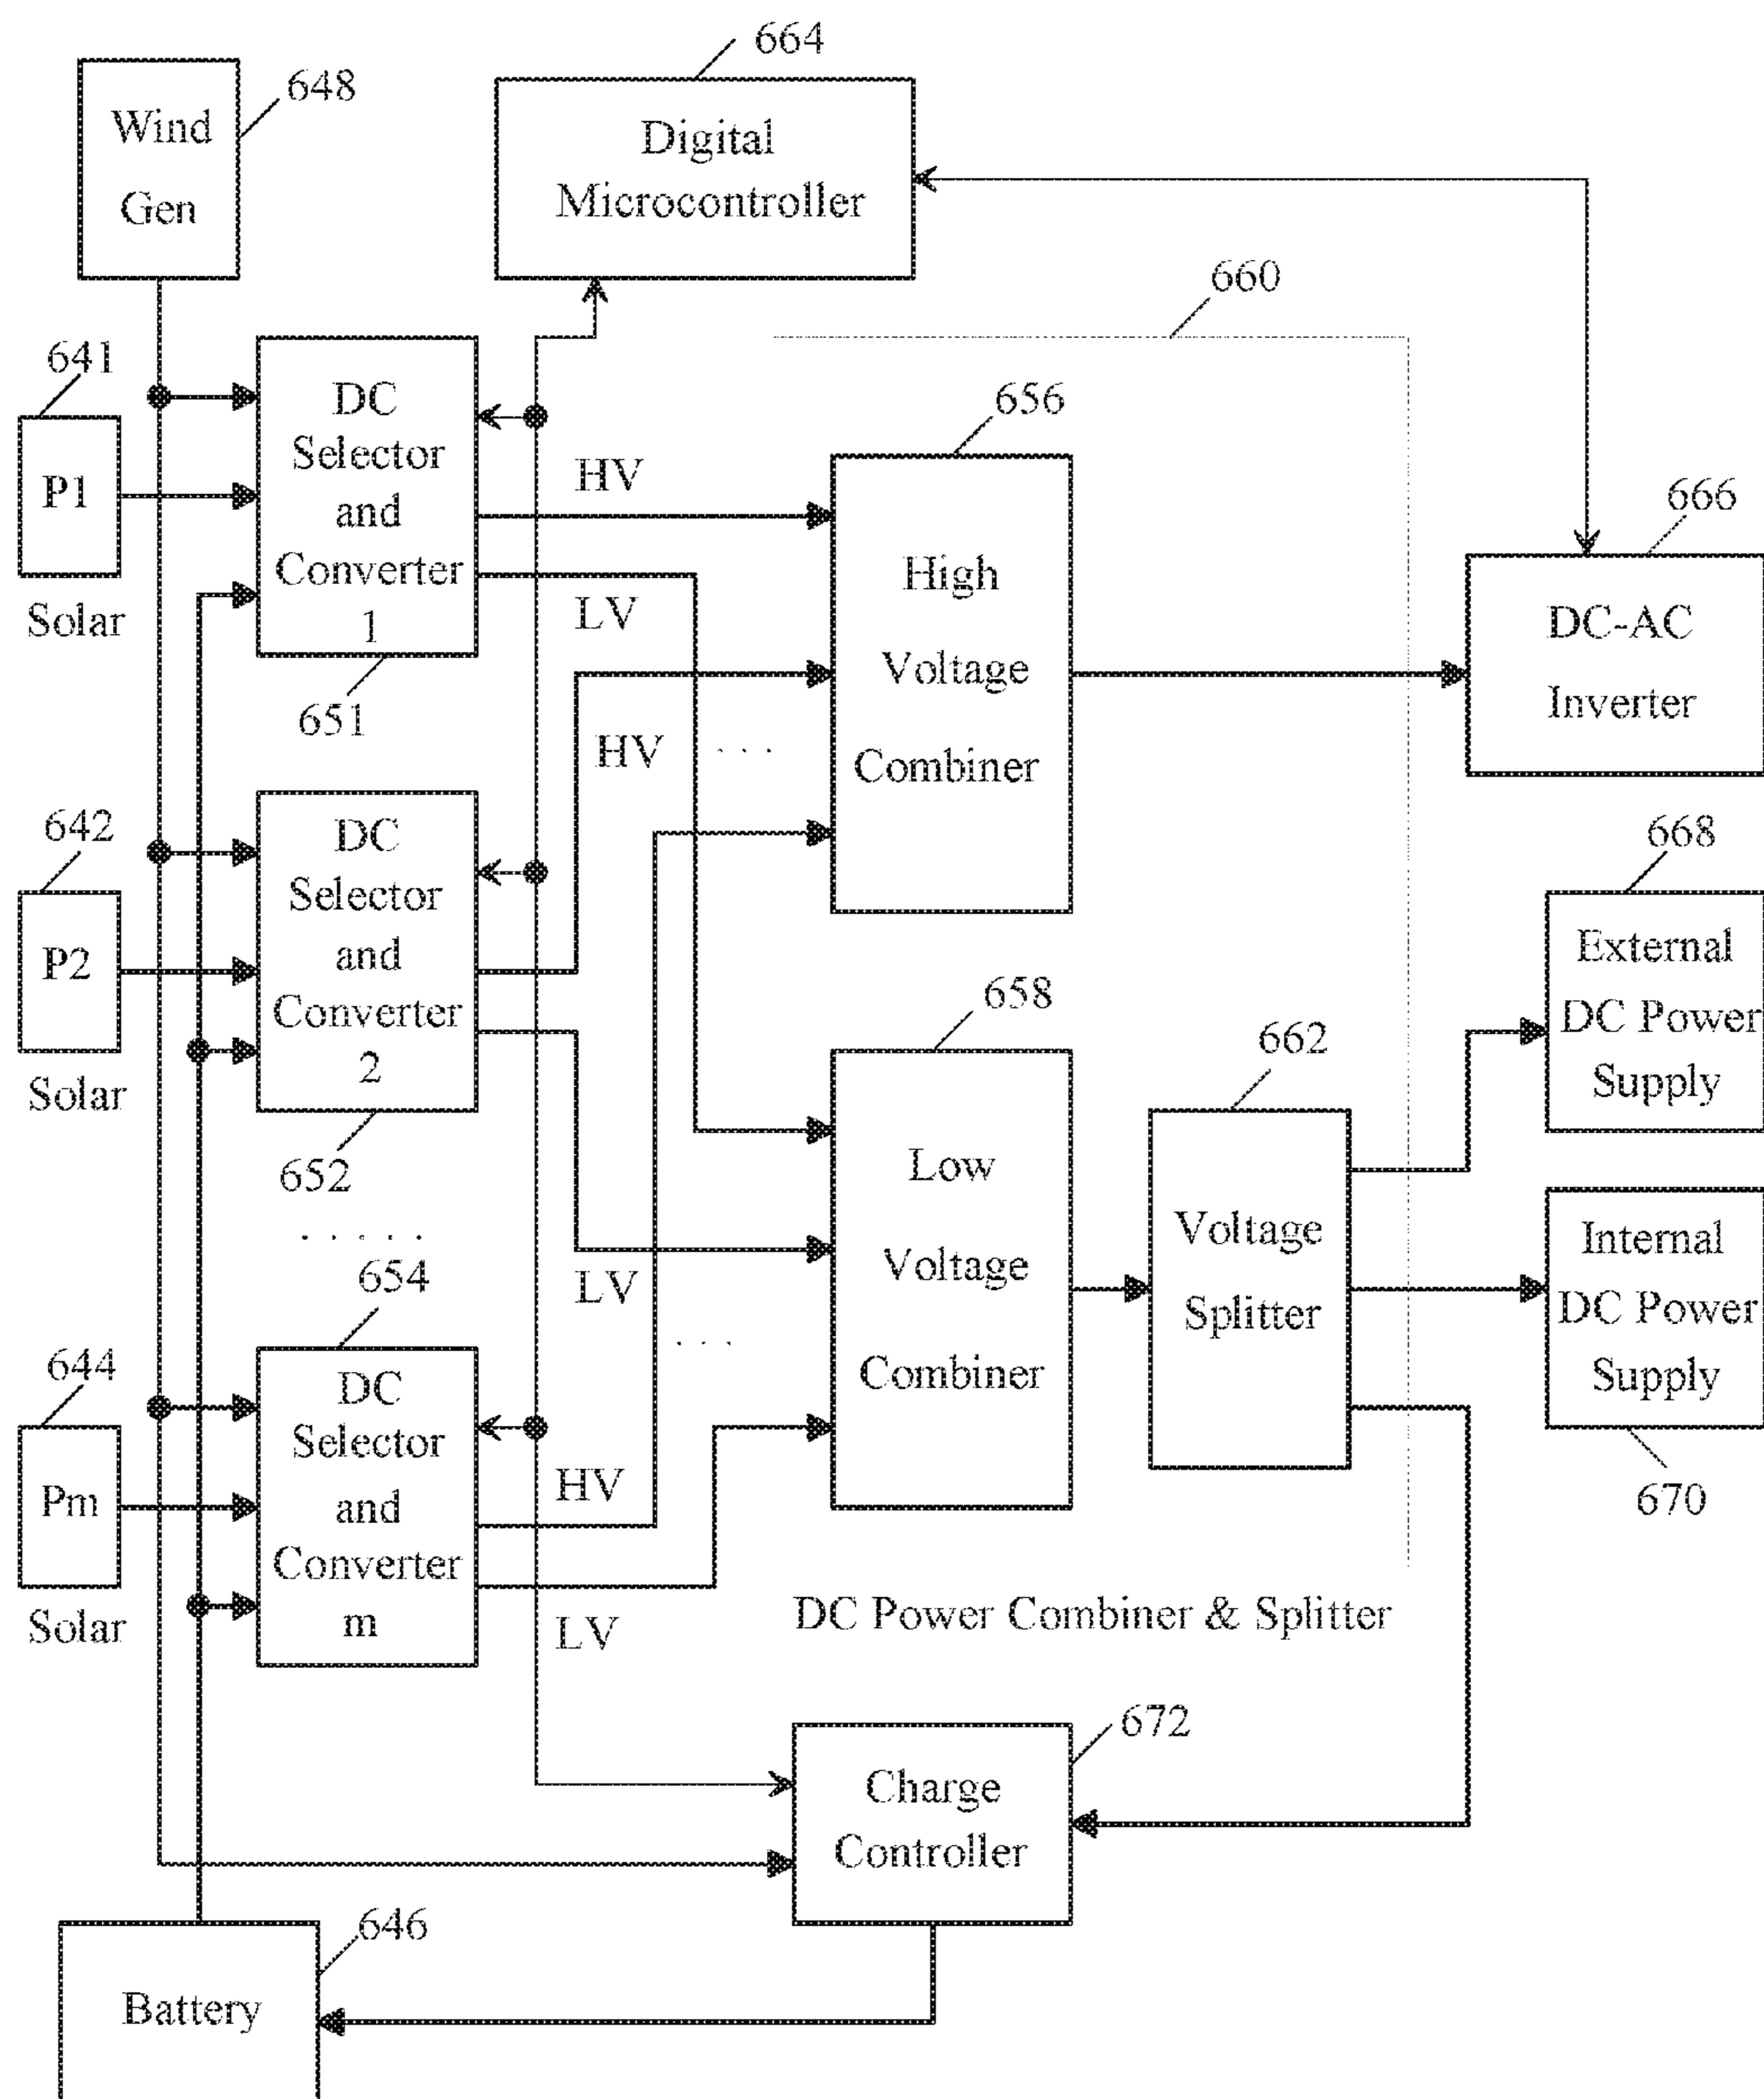 664
648
Wind
Gen
Digital
Microcontroller
660
641
P1
Solar
DC
Selector
and
Converter
1
651
HV
LV
656
High
Voltage
Combiner
666
DC-AC
Inverter
HV
. . .
642
P2
Solar
DC
Selector
and
Converter
2
652
668
External
DC Power
Supply
658
Low
Voltage
Combiner
662
Voltage
Splitter
Internal
DC Power
Supply
670
. . . . .
654
LV
. . .
644
Pm
Solar
DC
Selector
and
Converter
m
HV
LV
DC Power Combiner & Splitter
672
Charge
Controller
646
Battery